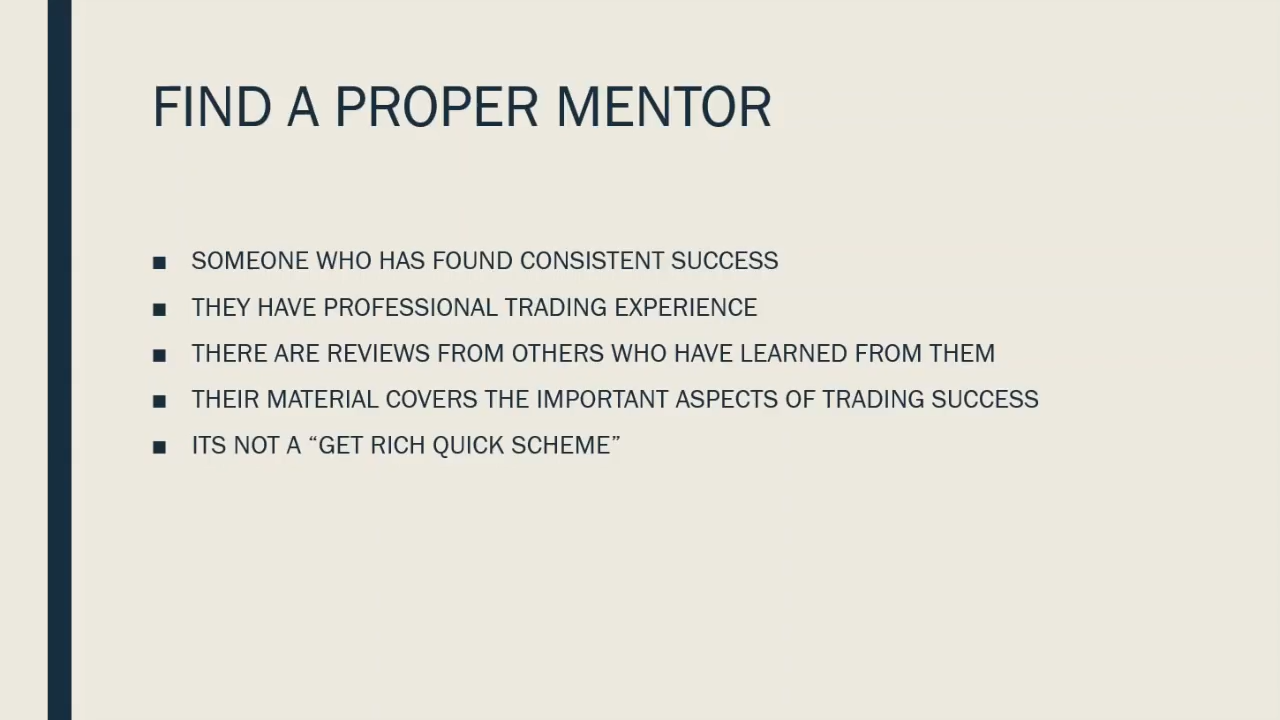 FIND A PROPER MENTOR
■ SOMEONE WHO HAS FOUND CONSISTENT SUCCESS
■ THEY HAVE PROFESSIONAL TRADING EXPERIENCE
■ THERE ARE REVIEWS FROM OTHERS WHO HAVE LEARNED FROM THEM
■ THEIR MATERIAL COVERS THE IMPORTANT ASPECTS OF TRADING SUCCESS
■ ITS NOT A “GET RICH QUICK SCHEME”